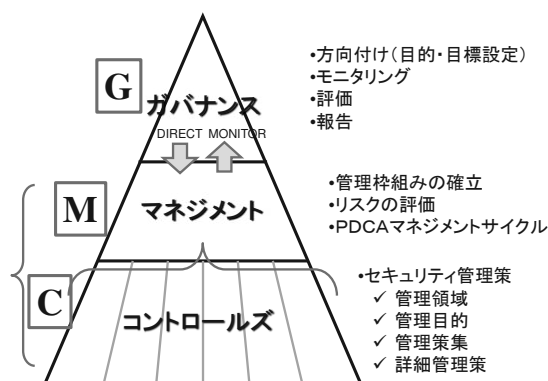 G
ガバナンス
DIRECT MONITOR
•方向付け(目的・目標設定)
•モニタリング
•評価
•報告
M
マネジメント
•管理枠組みの確立
•リスクの評価
•PDCAマネジメントサイクル
C
コントロールズ
•セキュリティ管理策
✓ 管理領域
✓ 管理目的
✓ 管理策集
✓ 詳細管理策